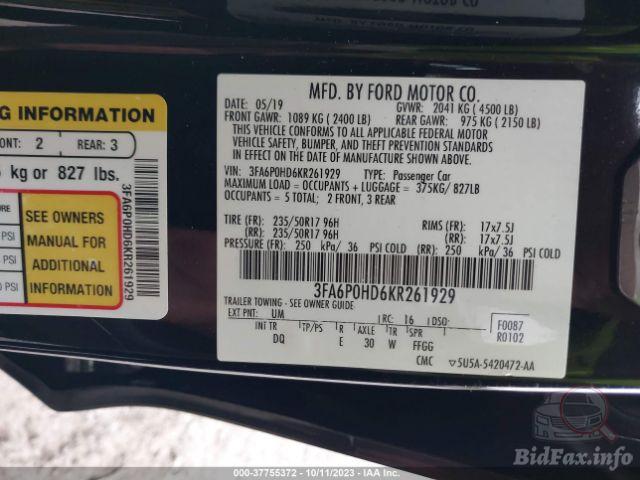 G INFORMATION
ONT: 2 REAR: 3
kg or 827 lbs.
SEE OWNERS
MANUAL FOR
ADDITIONAL
INFORMATION
PSI
PSI
PSI
3FA6P0HD6KR261929
MFD. BY FORD MOTOR CO.
DATE: 05/19 GVWR: 2041 KG ( 4500 LB)
FRONT GAWR: 1089 KG ( 2400 LB) REAR GAWR: 975 KG ( 2150 LB)
THIS VEHICLE CONFORMS TO ALL APPLICABLE FEDERAL MOTOR
VEHICLE SAFETY, BUMPER, AND THEFT PREVENTION STANDARDS
IN EFFECT ON THE DATE OF MANUFACTURE SHOWN ABOVE.
VIN: 3FA6P0HD6KR261929 TYPE: Passenger Car
MAXIMUM LOAD = OCCUPANTS + LUGGAGE = 375KG/ 827LB
OCCUPANTS = 5 TOTAL; 2 FRONT, 3 REAR
TIRE (FR): 235/50R17 96H RIMS (FR): 17x7.5J
(RR): 235/50R17 96H (RR): 17x7.5J
PRESSURE (FR): 250 kPa/ 36 PSI COLD (RR): 250 kPa/ 36 PSI COLD
3FA6P0HD6KR261929
TRAILER TOWING - SEE OWNER GUIDE
EXT PNT: UM RC: 16 DSO: F0087
R0102
INT TR TP/PS R AXLE TR SPR
DQ E 30 W FFGG
CMC 5U5A-5420472-AA
000-37755372 - 10/11/2023 - IAA Inc.
BidFax.info